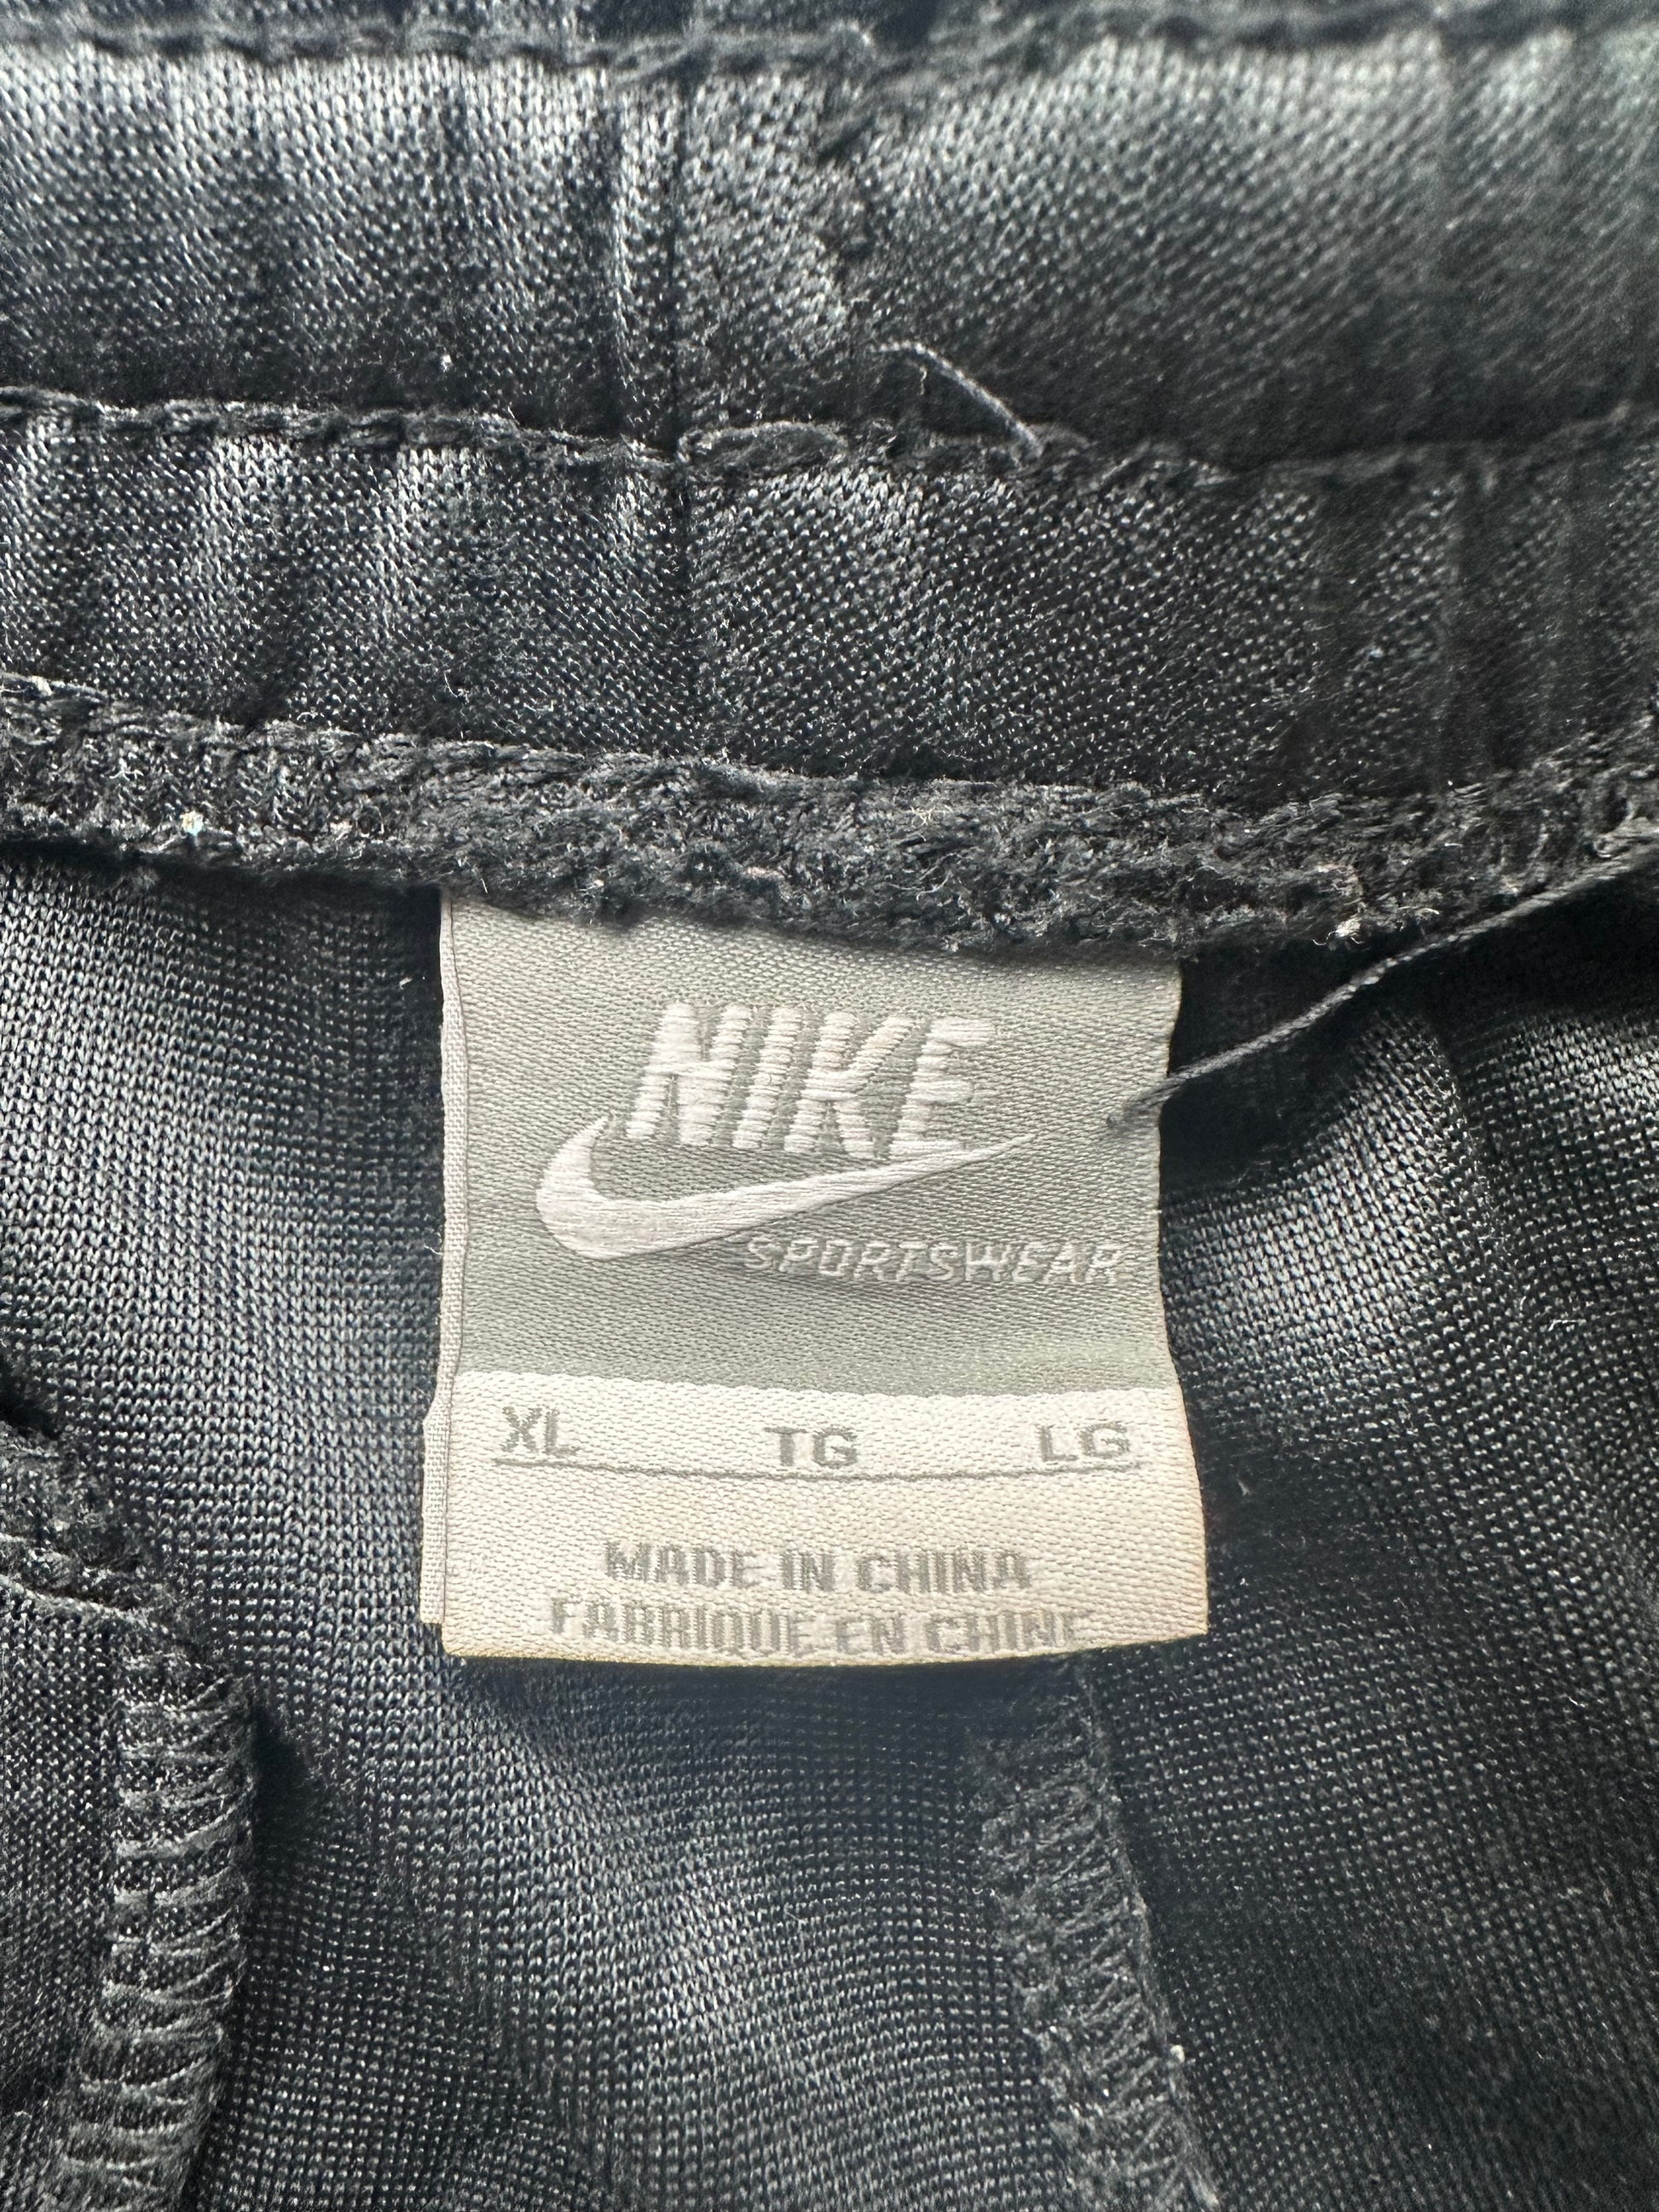 NIKE
SPORTSWEAR
XL TG LG
MADE IN CHINA
FABRIQUE EN CHINE